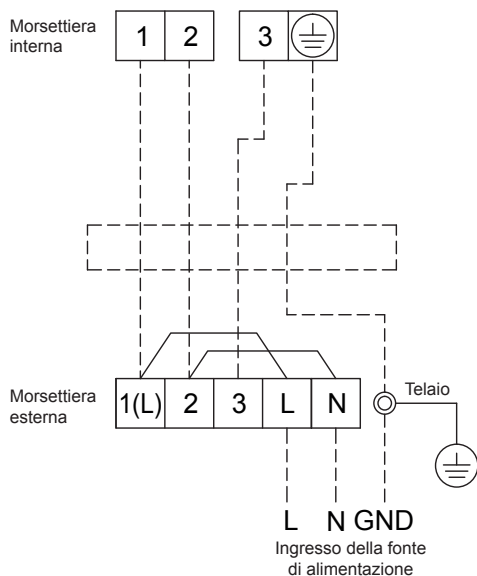 Morsettiera
interna
1 2 3
Morsettiera
esterna
1(L) 2 3 L N
Telaio
L N GND
Ingresso della fonte
di alimentazione